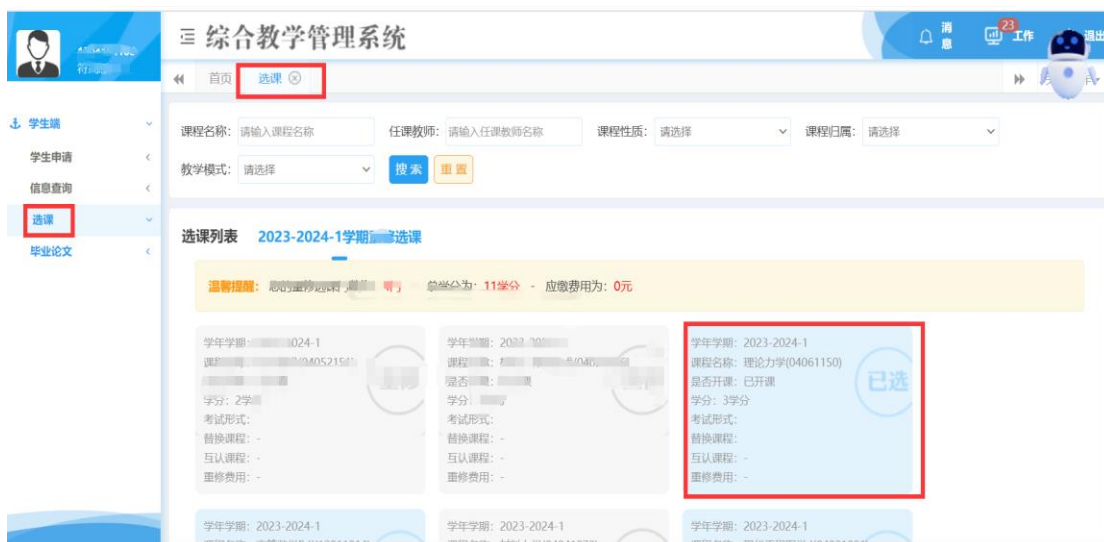 综合教学管理系统
消息
23
工作
退出
首页
选课
学生端
学生申请
信息查询
选课
毕业论文
课程名称: 请输入课程名称 任课教师: 请输入任课教师名称 课程性质: 请选择 课程归属: 请选择
教学模式: 请选择 搜索 重置
选课列表 2023-2024-1学期 选课
温馨提醒: 总学分为: 11学分 - 应缴费用为: 0元
学年学期: 024-1
学分: 2学
考试形式:
替换课程: -
互认课程: -
重修费用: -
学年学期:
课程
学分:
考试形式:
替换课程: -
互认课程: -
重修费用: -
学年学期: 2023-2024-1
课程名称: 理论力学(04061150)
是否开课: 已开课
学分: 3学分
考试形式:
替换课程:
互认课程: -
重修费用: -
已选
学年学期: 2023-2024-1
学年学期: 2023-2024-1
学年学期: 2023-2024-1